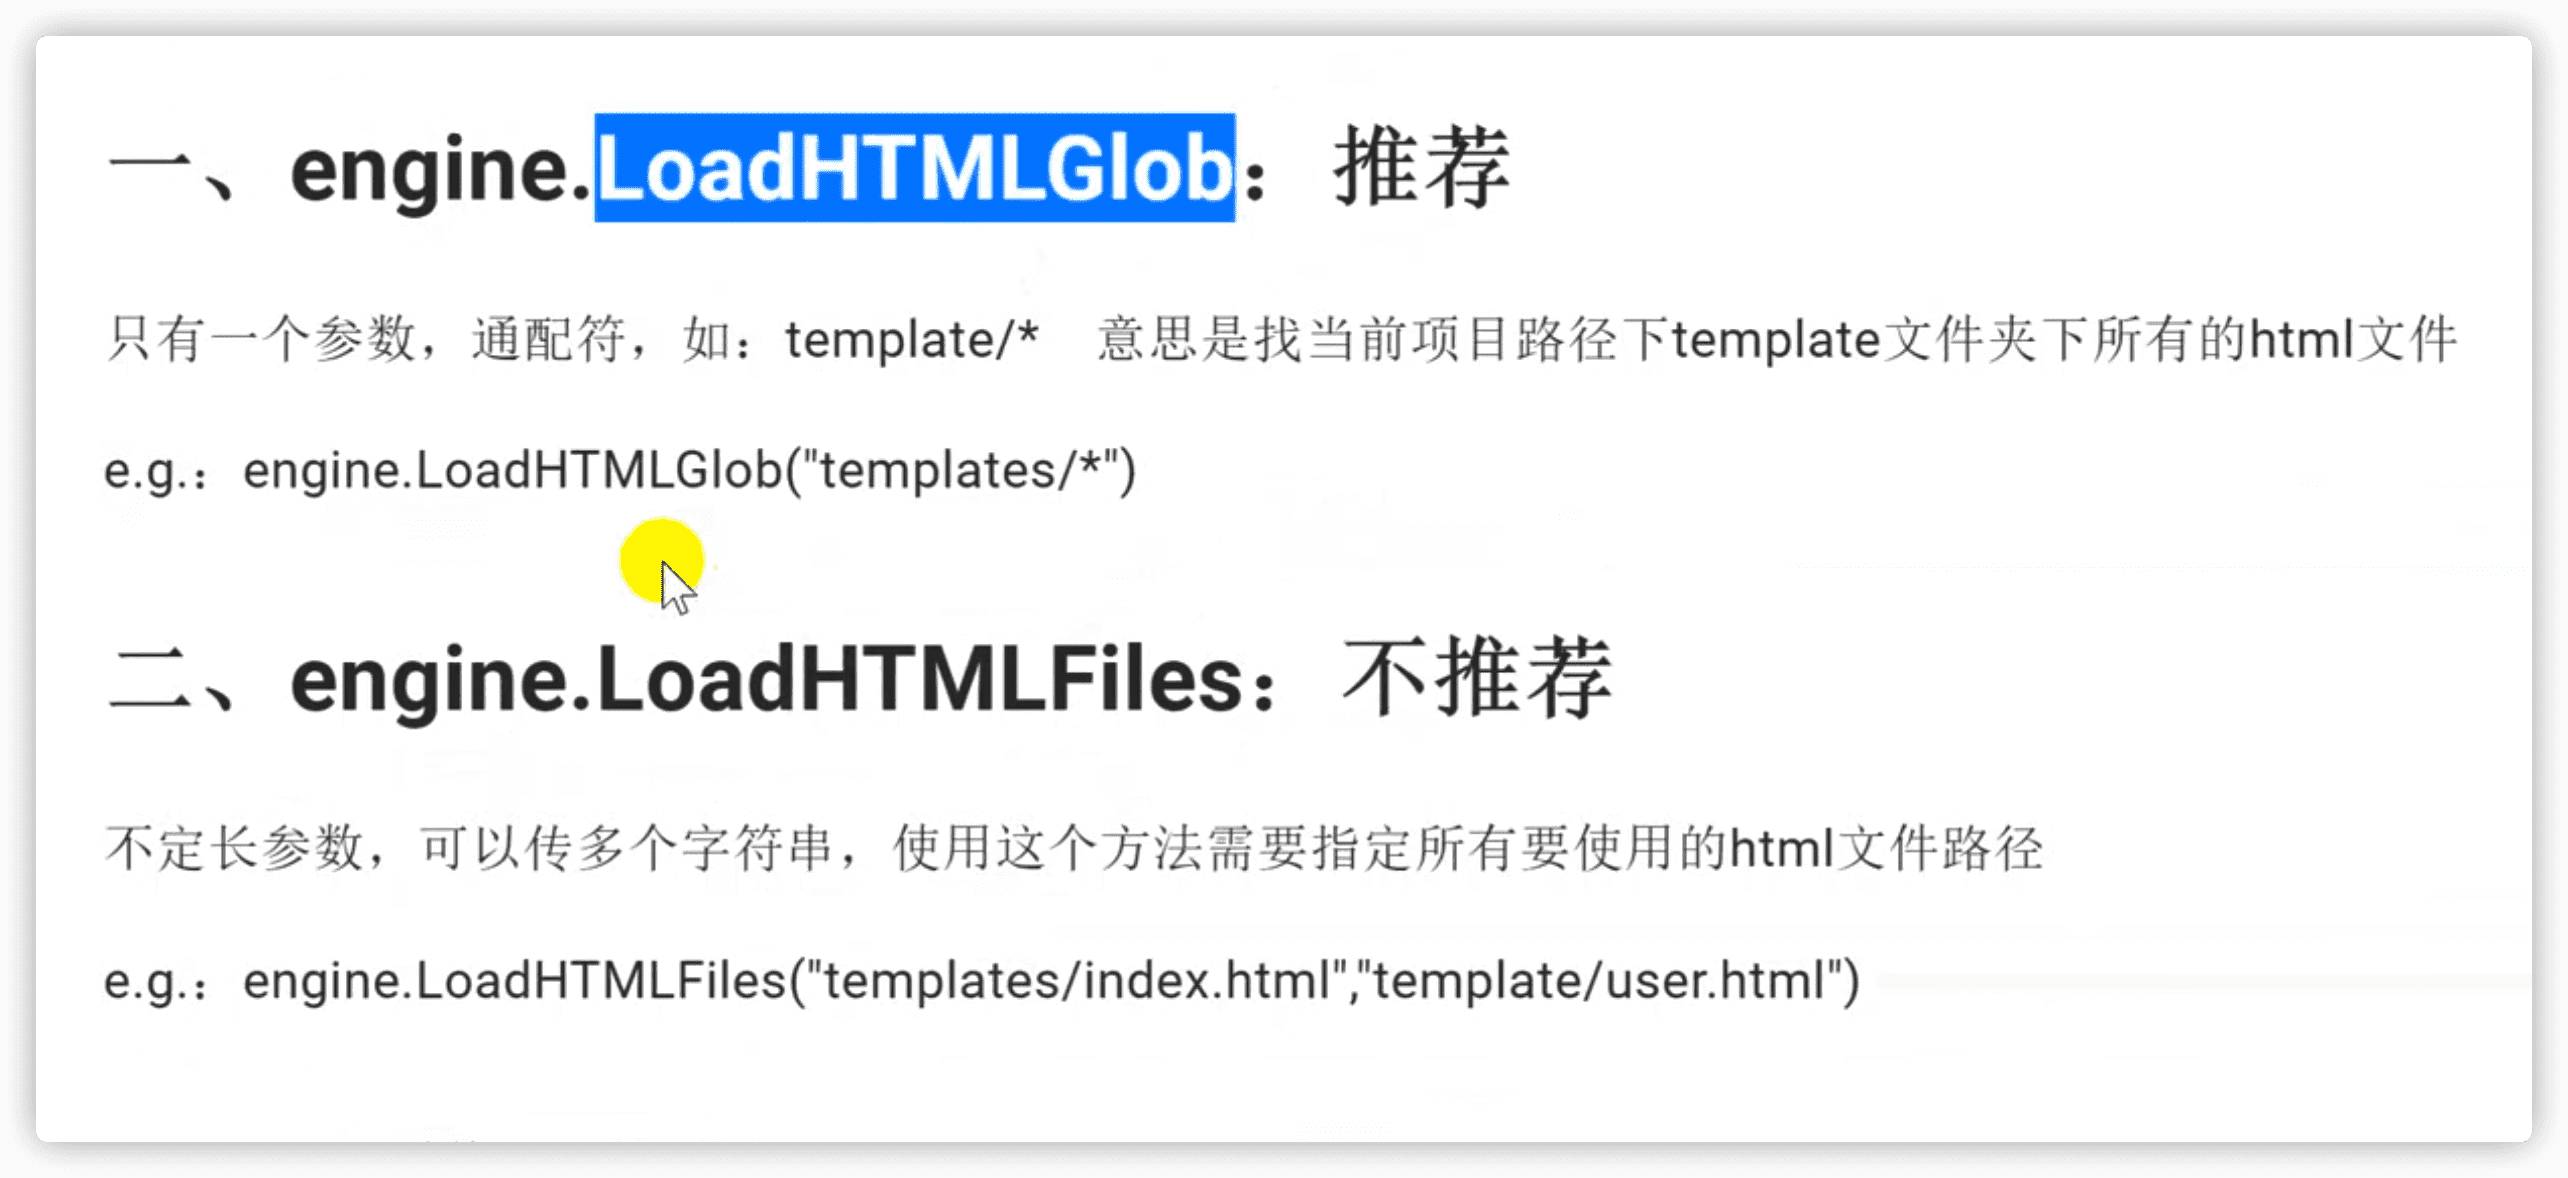 一、engine.LoadHTMLGlob：推荐
只有一个参数，通配符，如：template/* 意思是找当前项目路径下template文件夹下所有的html文件
e.g.：engine.LoadHTMLGlob("templates/*")
二、engine.LoadHTMLFiles：不推荐
不定长参数，可以传多个字符串，使用这个方法需要指定所有要使用的html文件路径
e.g.：engine.LoadHTMLFiles("templates/index.html","template/user.html")